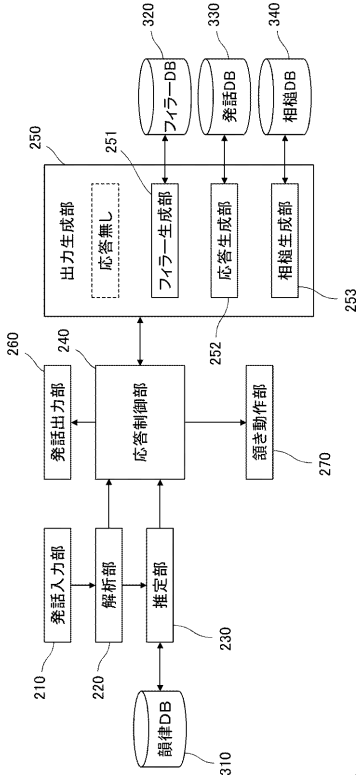 210
発話入力部
220
解析部
推定部
230
韻律DB
310
260
発話出力部
240
応答制御部
頷き動作部
270
250
出力生成部
応答無し
251
フィラー生成部
応答生成部
252
相槌生成部
253
320
フィラーDB
330
発話DB
340
相槌DB